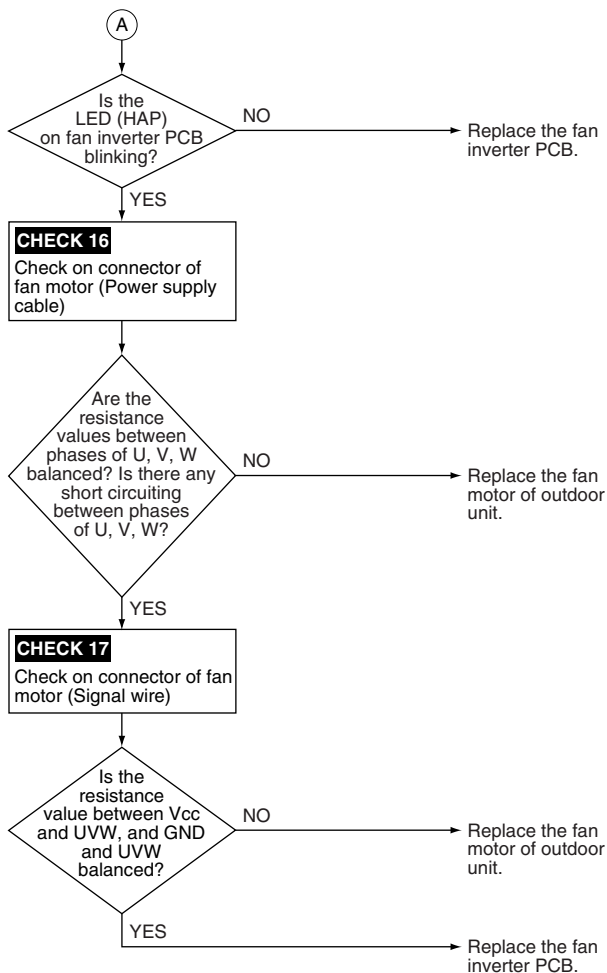 A
Is the
LED (HAP)
on fan inverter PCB
blinking?
NO
Replace the fan
inverter PCB.
YES
CHECK 16
Check on connector of
fan motor (Power supply
cable)
Are the
resistance
values between
phases of U, V, W
balanced? Is there any
short circuiting
between phases
of U, V, W?
NO
Replace the fan
motor of outdoor
unit.
YES
CHECK 17
Check on connector of fan
motor (Signal wire)
Is the
resistance
value between Vcc
and UVW, and GND
and UVW
balanced?
NO
Replace the fan
motor of outdoor
unit.
YES
Replace the fan
inverter PCB.